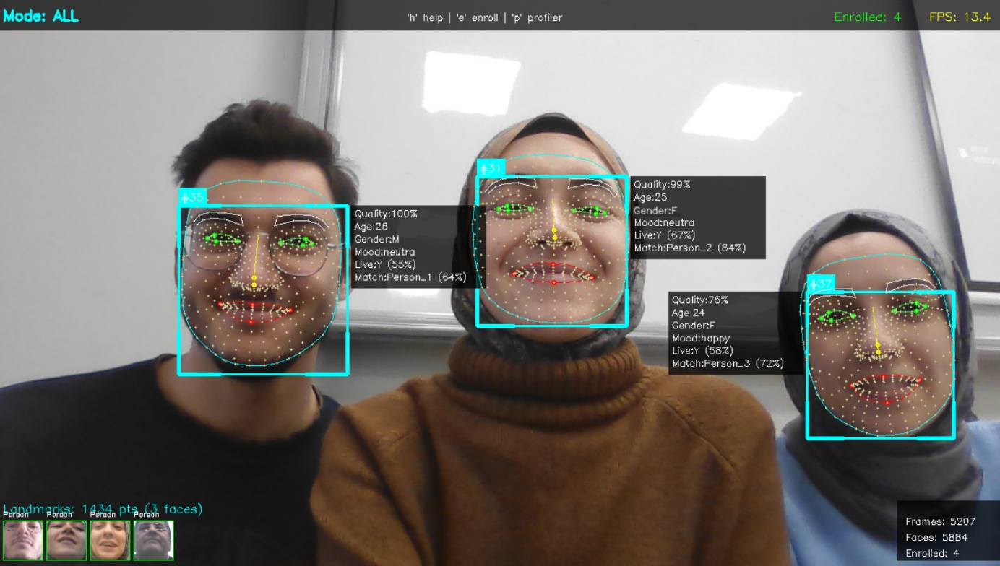 Mode: ALL
'h' help | 'e' enroll | 'p' profiler
Enrolled: 4
FPS: 13.4
#35
Quality:100%
Age:26
Gender:M
Mood:neutra
Live:Y (55%)
Match:Person_1 (64%)
#31
Quality:99%
Age:25
Gender:F
Mood:neutra
Live:Y (67%)
Match:Person_2 (84%)
#37
Quality:75%
Age:24
Gender:F
Mood:happy
Live:Y (58%)
Match:Person_3 (72%)
Landmarks: 1434 pts (3 faces)
Person
Person
Person
Person
Frames: 5207
Faces: 5884
Enrolled: 4